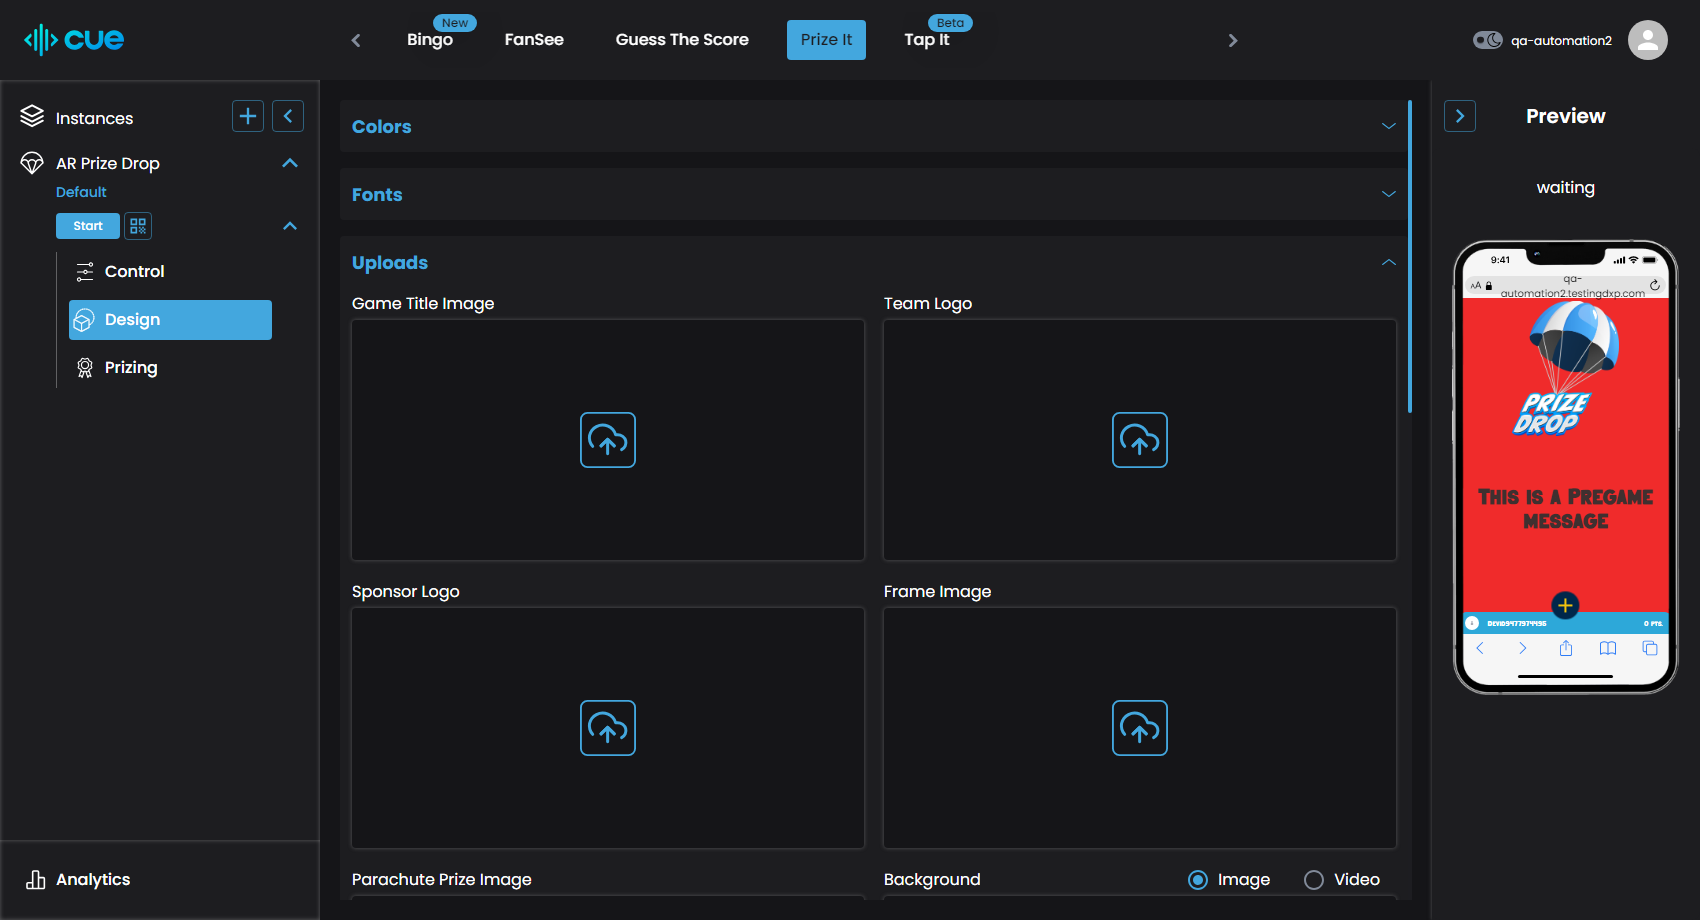 cue
New
Bingo
FanSee
Guess The Score
Prize It
Beta
Tap It
qa-automation2
Instances
AR Prize Drop
Default
Start
Control
Design
Prizing
Analytics
Colors
Fonts
Uploads
Game Title Image
Team Logo
Sponsor Logo
Frame Image
Parachute Prize Image
Background
Image
Video
Preview
waiting
9:41
AA
qa-
automation2.testingdxp.com
PRIZE
DROP
THIS IS A PREGAME
MESSAGE
0 PTS.